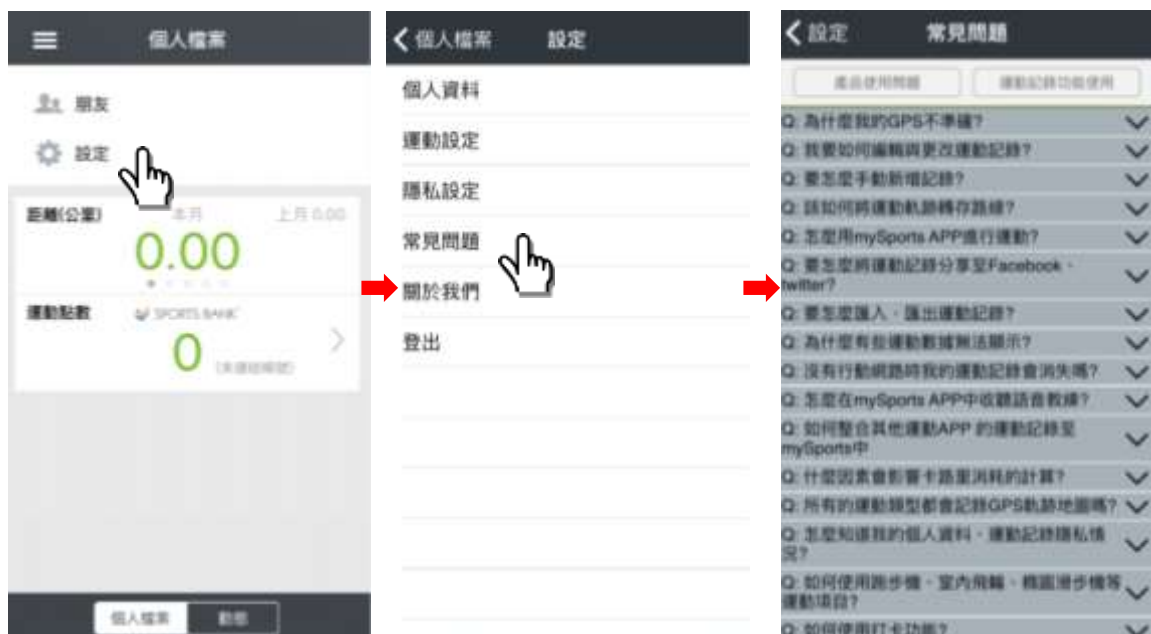 個人檔案
朋友
設定
距離(公里)
本月
上月 0.00
0.00
運動點數
SPORTS BANK
0
個人檔案
動態
個人檔案
設定
個人資料
運動設定
隱私設定
常見問題
關於我們
登出
設定
常見問題
產品使用問題
運動記錄功能使用
Q: 為什麼我的GPS不準確?
Q: 我要如何編輯與更改運動記錄?
Q: 要怎麼手動新增記錄?
Q: 該如何將運動軌跡轉存路線?
Q: 怎麼用mySports APP進行運動?
Q: 要怎麼將運動記錄分享至Facebook、
twitter?
Q: 要怎麼匯入、匯出運動記錄?
Q: 為什麼有些運動數據無法顯示?
Q: 沒有行動網路時我的運動記錄會消失嗎?
Q: 怎麼在mySports APP中收聽語音教練?
Q: 如何整合其他運動APP 的運動記錄至
mySports中
Q: 什麼因素會影響卡路里消耗的計算?
Q: 所有的運動類型都會記錄GPS軌跡地圖嗎?
Q: 怎麼知道我的個人資料、運動記錄隱私情
況?
Q: 如何使用跑步機、室內飛輪、橢圓滑步機等
運動項目?
Q: 如何使用打卡功能?